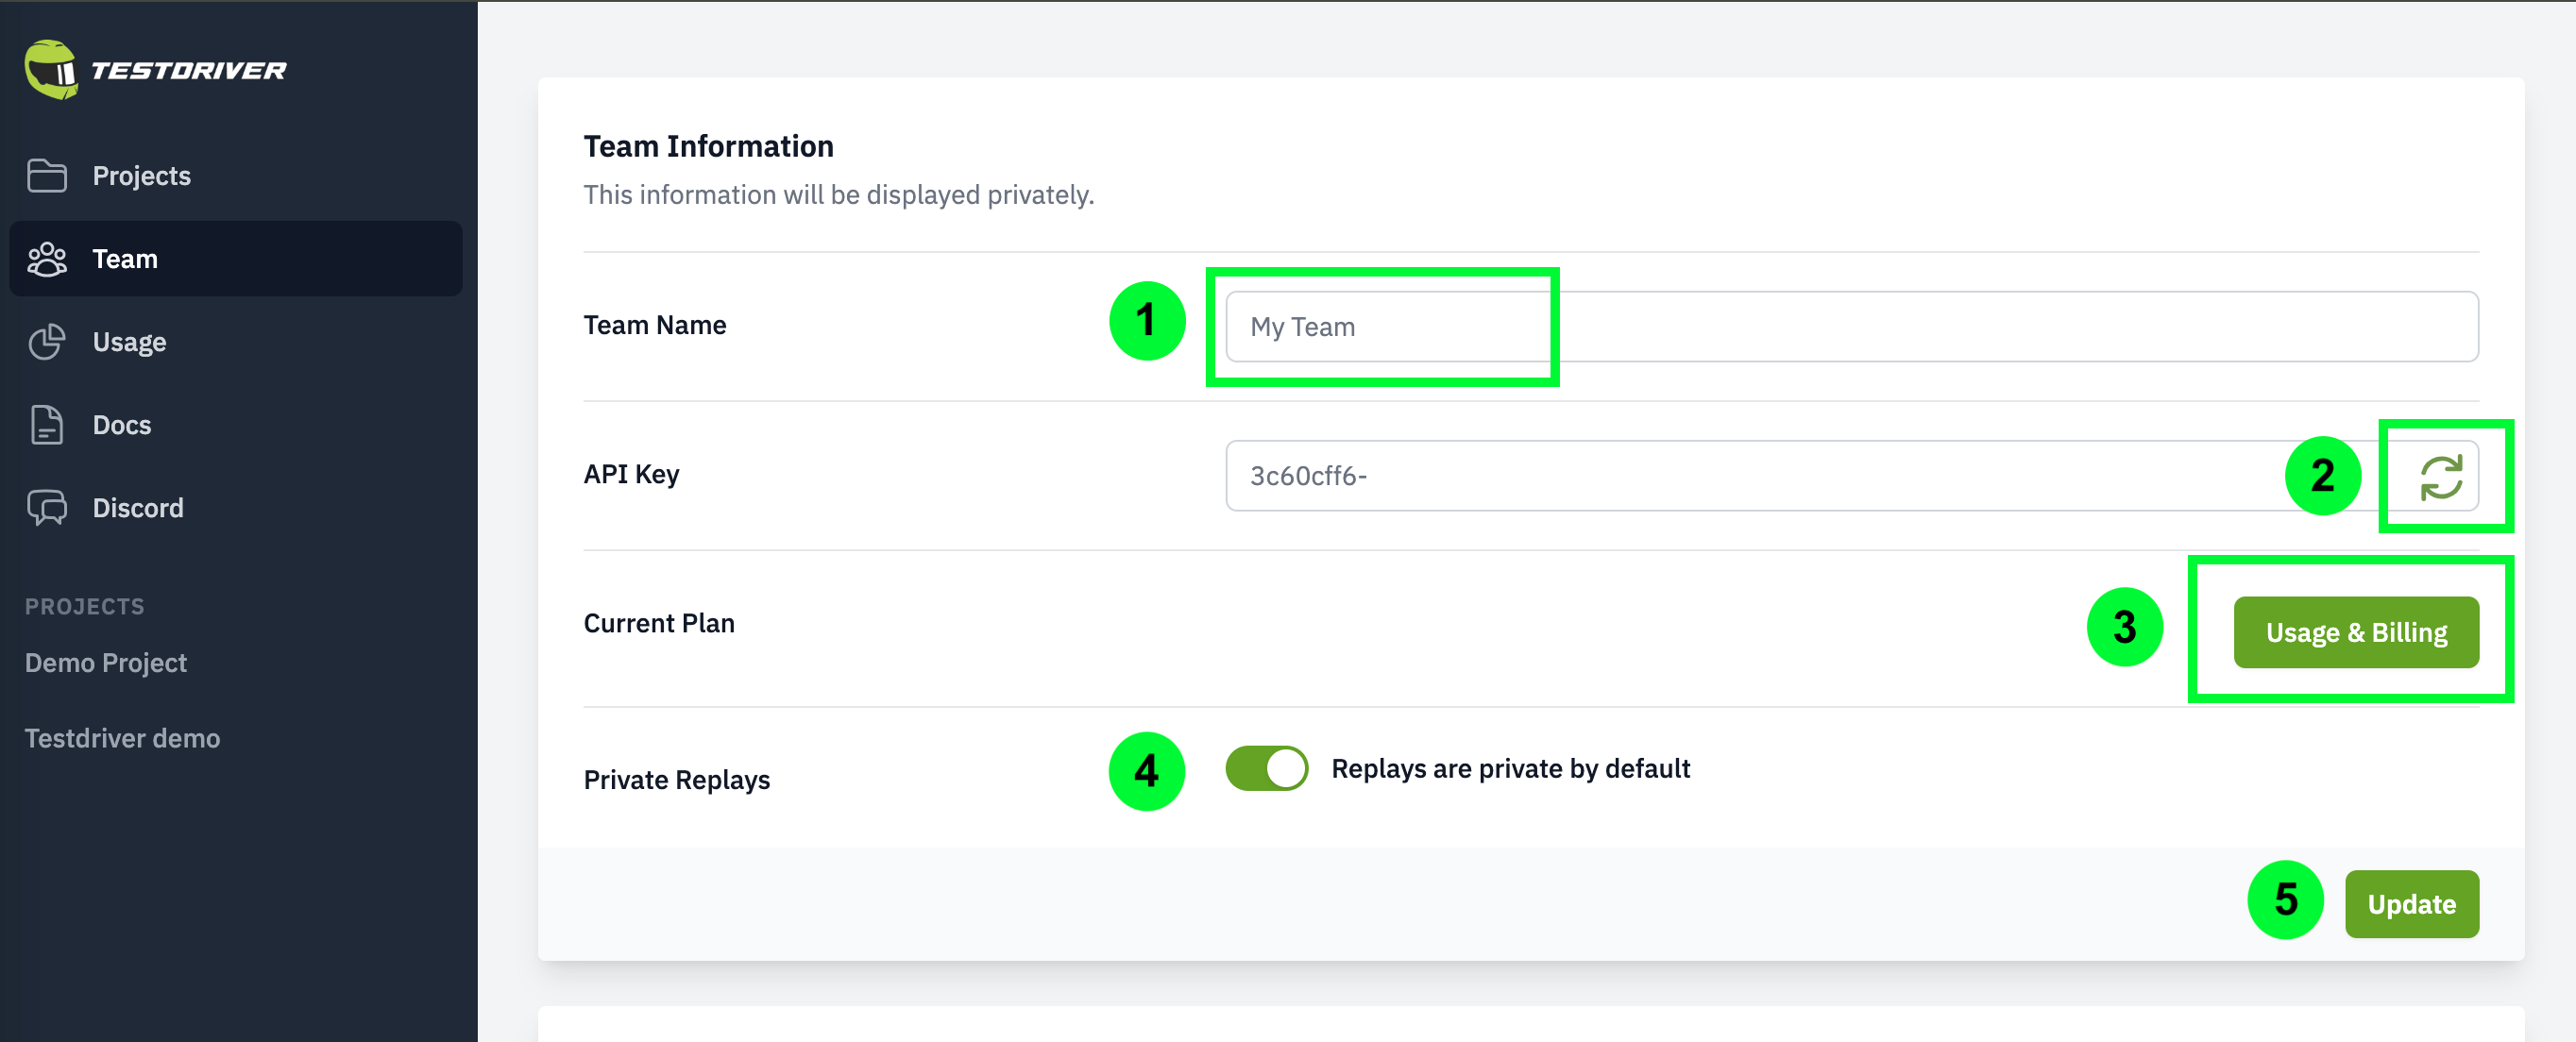 TESTDRIVER
Projects
Team
Usage
Docs
Discord
PROJECTS
Demo Project
Testdriver demo
Team Information
This information will be displayed privately.
Team Name
1
My Team
API Key
3c60cff6-
2
Current Plan
3
Usage & Billing
Private Replays
4
Replays are private by default
5
Update